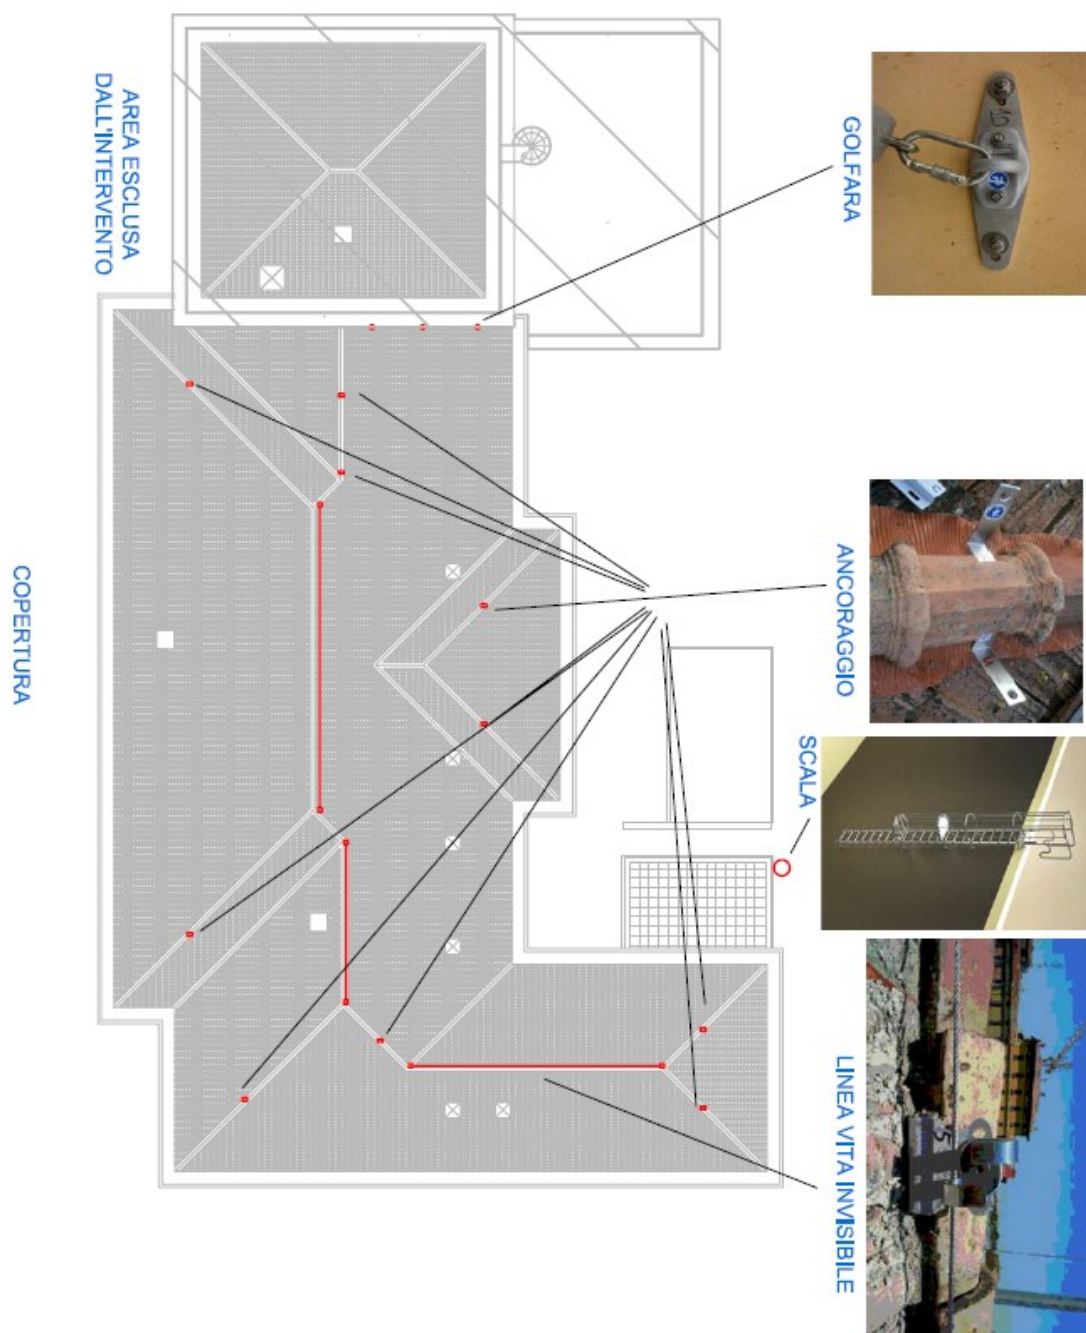 AREA ESCLUSA
DALL'INTERVENTO
GOLFARA
ANCORAGGIO
SCALA
LINEA VITA INVISIBILE
COPERTURA